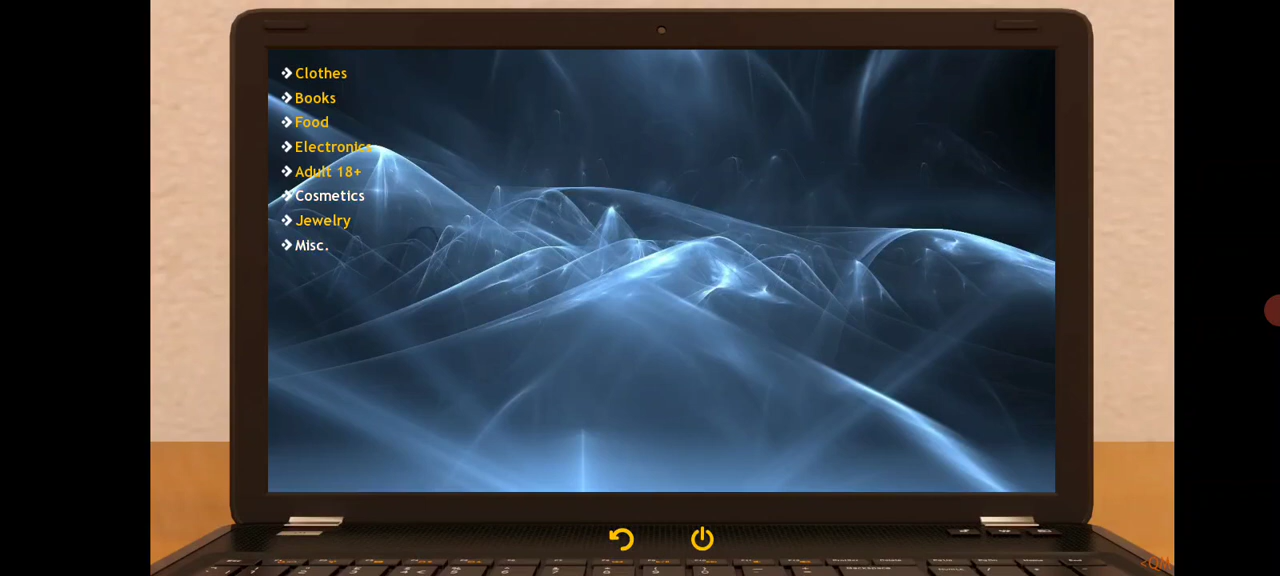 Clothes
Books
Food
Electronics
Adult 18+
Cosmetics
Jewelry
Misc.